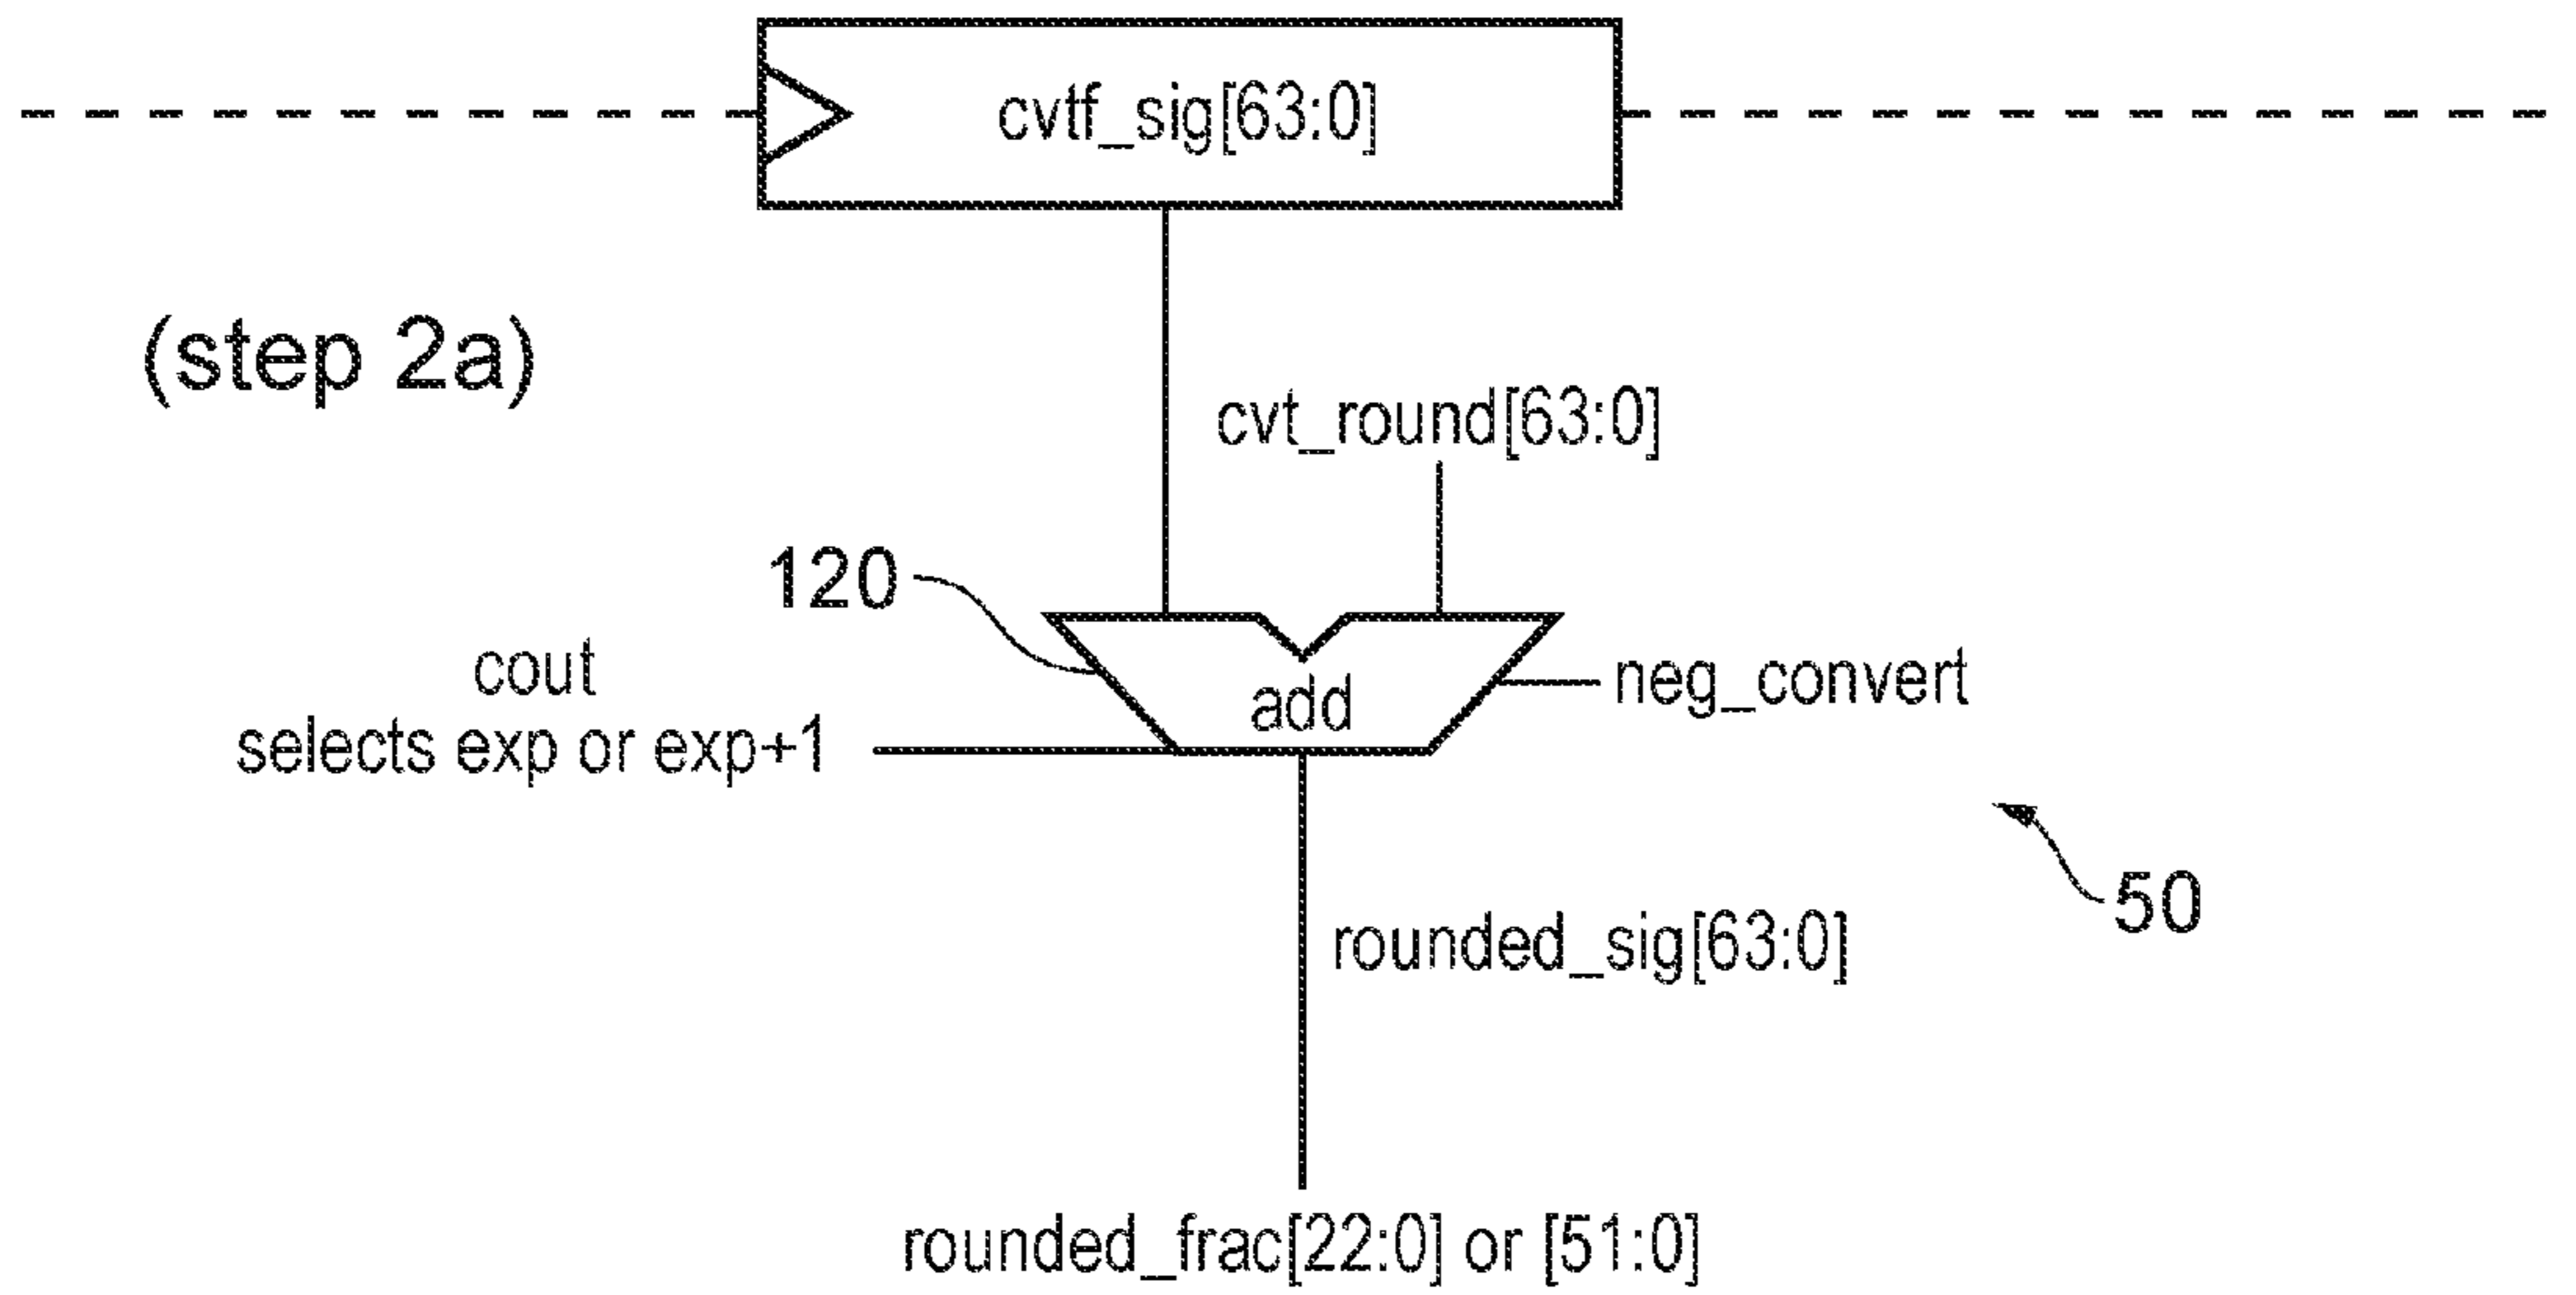 cvtf_sig[63:0]
(step 2a)
cvt_round[63:0]
120
cout
selects exp or exp+1
add
neg_convert
50
rounded_sig[63:0]
rounded_frac[22:0] or [51:0]